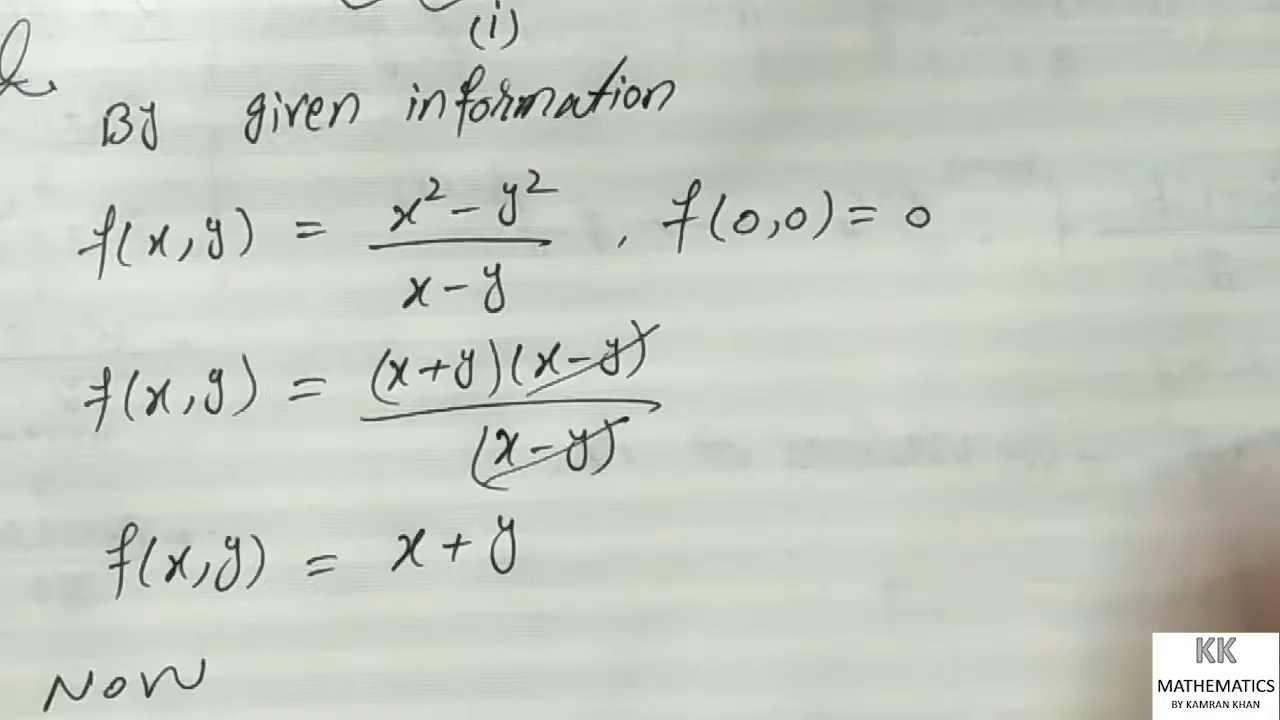 (i)
By given information
f(x,y) = x² - y² / x - y , f(0,0) = 0
f(x,y) = (x+y)(x-y) / (x-y)
f(x,y) = x + y
Now
KK
MATHEMATICS
BY KAMRAN KHAN